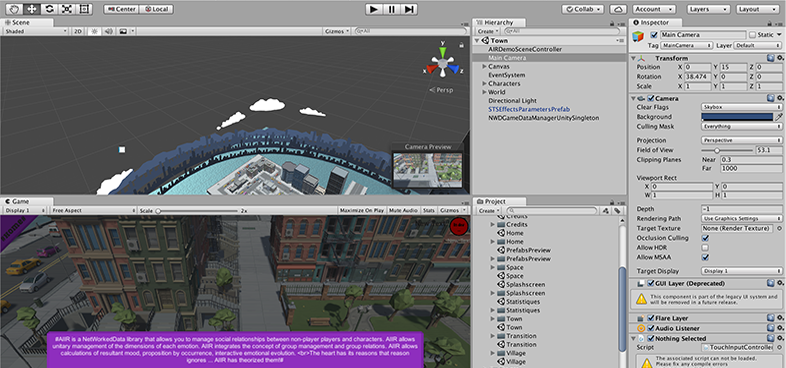 Center
Local
Collab
Account
Layers
Layout
Scene
Shaded
2D
Gizmos
All
y
x
z
Persp
Camera Preview
Hierarchy
Create
All
Town
AIRDemoSceneController
Main Camera
Canvas
EventSystem
Characters
World
Directional Light
STSEffectsParametersPrefab
NWDGameDataManagerUnitySingleton
Game
Display 1
Free Aspect
Scale
2x
Maximize On Play
Mute Audio
Stats
Gizmos
#AIIR is a NetWorkedData library that allows you to manage social relationships between non-player players and characters. AIIR allows
unitary management of the dimensions of each emotion. AIIR integrates the concept of group management and group relations. AIIR allows
calculations of resultant mood, proposition by occurrence, interactive emotional evolution. <br>The heart has its reasons that reason
ignores ... AIIR has theorized them!#
Project
Create
Credits
Credits
Home
Home
PrefabsPreview
PrefabsPreview
Space
Space
Splashscreen
Splashscreen
Statistiques
Statistiques
Town
Town
Transition
Transition
Village
Village
Inspector
Main Camera
Static
Tag MainCamera Layer Default
Transform
Position X 0 Y 15 Z 0
Rotation X 38.474 Y 0 Z 0
Scale X 1 Y 1 Z 1
Camera
Clear Flags Skybox
Background
Culling Mask Everything
Projection Perspective
Field of View 53.1
Clipping Planes Near 0.3
Far 1000
Viewport Rect
X 0 Y 0
W 1 H 1
Depth -1
Rendering Path Use Graphics Settings
Target Texture None (Render Texture)
Occlusion Culling
Allow HDR
Allow MSAA
Target Display Display 1
GUI Layer (Deprecated)
This component is part of the legacy UI system and
will be removed in a future release.
Flare Layer
Audio Listener
Nothing Selected
Script TouchInputController
The associated script can not be loaded.
Please fix any compile errors